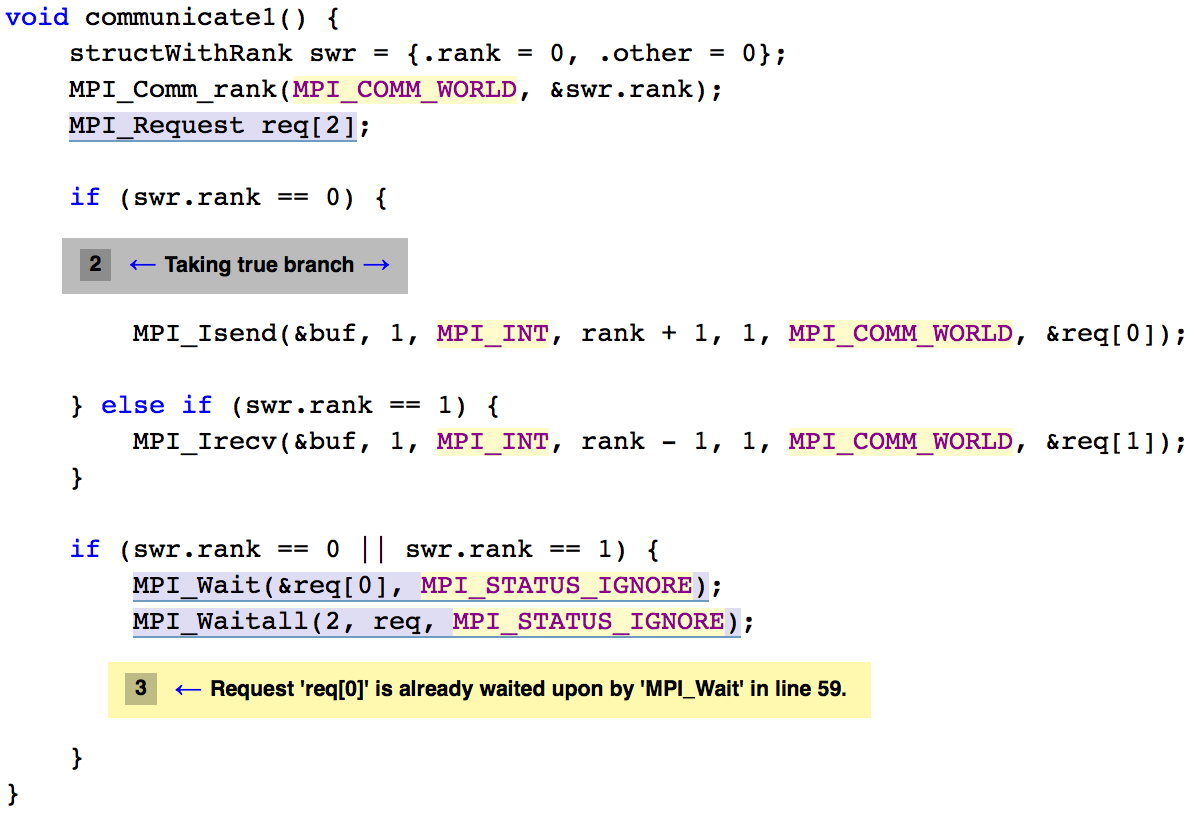 void communicate1() {
structWithRank swr = {.rank = 0, .other = 0};
MPI_Comm_rank(MPI_COMM_WORLD, &swr.rank);
MPI_Request req[2];
if (swr.rank == 0) {
2 ← Taking true branch →
MPI_Isend(&buf, 1, MPI_INT, rank + 1, 1, MPI_COMM_WORLD, &req[0]);
} else if (swr.rank == 1) {
MPI_Irecv(&buf, 1, MPI_INT, rank - 1, 1, MPI_COMM_WORLD, &req[1]);
}
if (swr.rank == 0 || swr.rank == 1) {
MPI_Wait(&req[0], MPI_STATUS_IGNORE);
MPI_Waitall(2, req, MPI_STATUS_IGNORE);
3 ← Request 'req[0]' is already waited upon by 'MPI_Wait' in line 59.
}
}